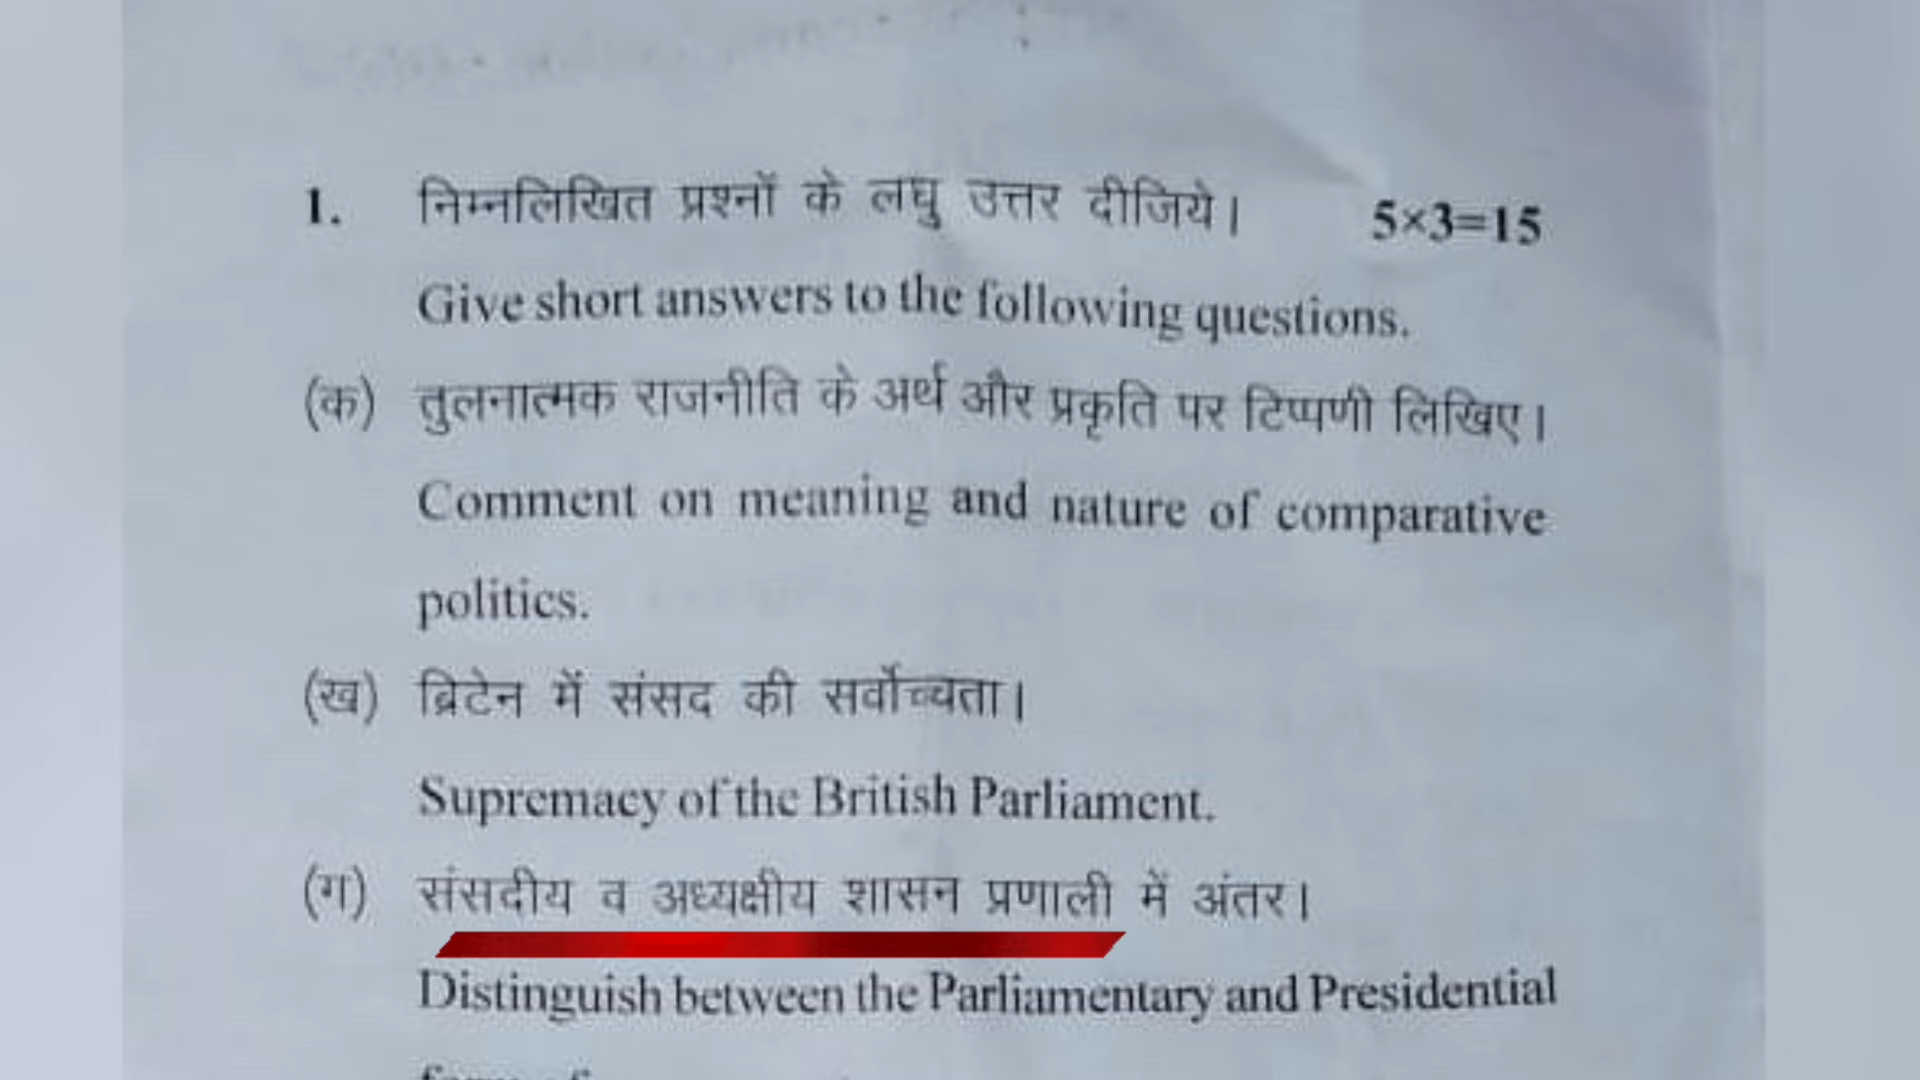 1. निम्नलिखित प्रश्नों के लघु उत्तर दीजिये। 5×3=15
Give short answers to the following questions.
(क) तुलनात्मक राजनीति के अर्थ और प्रकृति पर टिप्पणी लिखिए।
Comment on meaning and nature of comparative
politics.
(ख) ब्रिटेन में संसद की सर्वोच्चता।
Supremacy of the British Parliament.
(ग) संसदीय व अध्यक्षीय शासन प्रणाली में अंतर।
Distinguish between the Parliamentary and Presidential